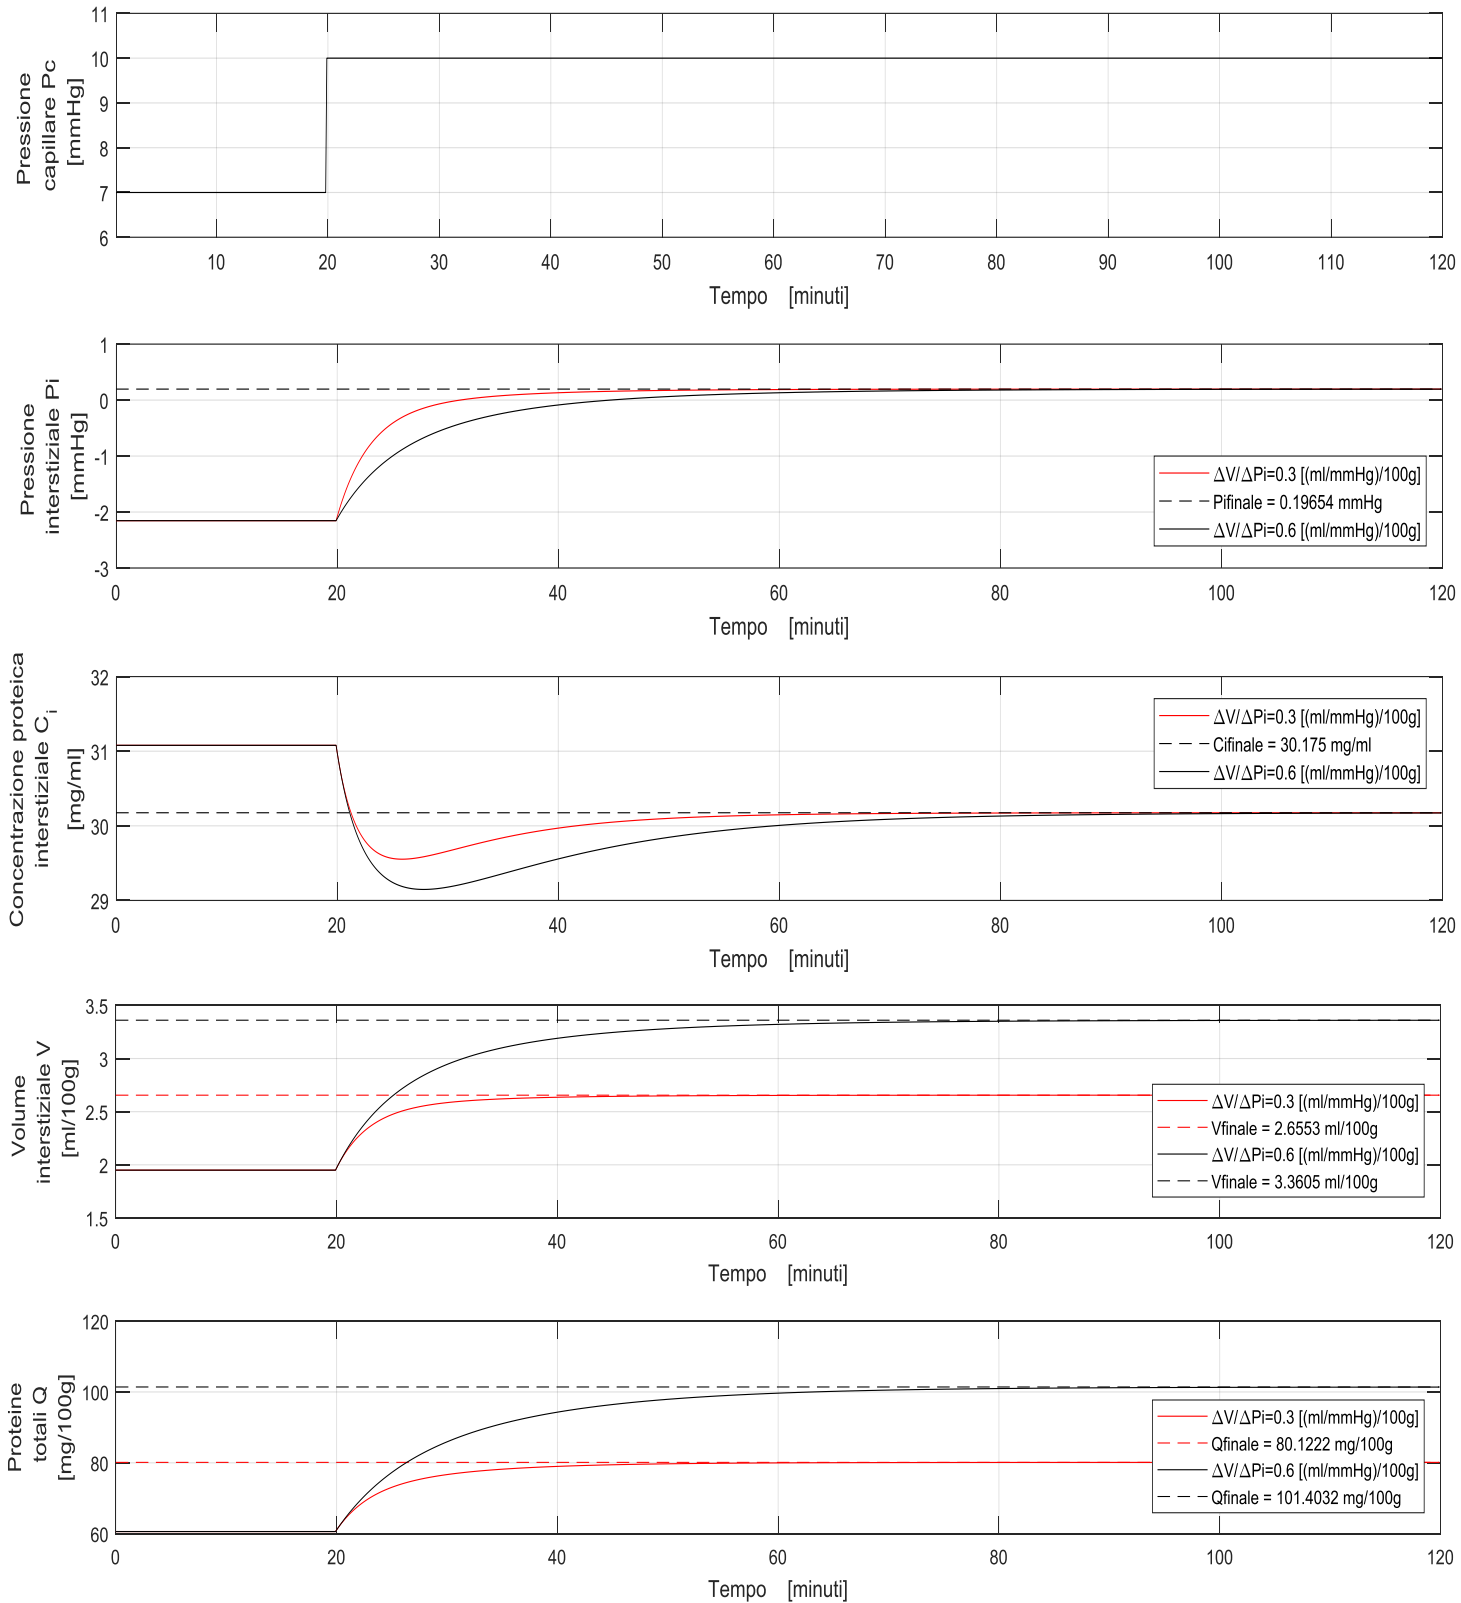 Pressione
capillare Pc
[mmHg]
11
10
9
8
7
6
10 20 30 40 50 60 70 80 90 100 110 120
Tempo [minuti]
Pressione
interstiziale Pi
[mmHg]
1
0
-1
-2
-3
ΔV/ΔPi=0.3 [(ml/mmHg)/100g]
Pifinale = 0.19654 mmHg
ΔV/ΔPi=0.6 [(ml/mmHg)/100g]
0 20 40 60 80 100 120
Tempo [minuti]
Concentrazione proteica
interstiziale Ci
[mg/ml]
32
31
30
29
ΔV/ΔPi=0.3 [(ml/mmHg)/100g]
Cifinale = 30.175 mg/ml
ΔV/ΔPi=0.6 [(ml/mmHg)/100g]
0 20 40 60 80 100 120
Tempo [minuti]
Volume
interstiziale V
[ml/100g]
3.5
3
2.5
2
1.5
ΔV/ΔPi=0.3 [(ml/mmHg)/100g]
Vfinale = 2.6553 ml/100g
ΔV/ΔPi=0.6 [(ml/mmHg)/100g]
Vfinale = 3.3605 ml/100g
0 20 40 60 80 100 120
Tempo [minuti]
Proteine
totali Q
[mg/100g]
120
100
80
60
ΔV/ΔPi=0.3 [(ml/mmHg)/100g]
Qfinale = 80.1222 mg/100g
ΔV/ΔPi=0.6 [(ml/mmHg)/100g]
Qfinale = 101.4032 mg/100g
0 20 40 60 80 100 120
Tempo [minuti]